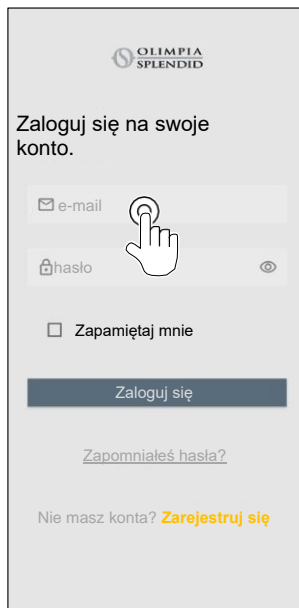 OLIMPIA
SPLENDID
Zaloguj się na swoje
konto.
e-mail
hasło
Zapamiętaj mnie
Zaloguj się
Zapomniałeś hasła?
Nie masz konta? Zarejestruj się